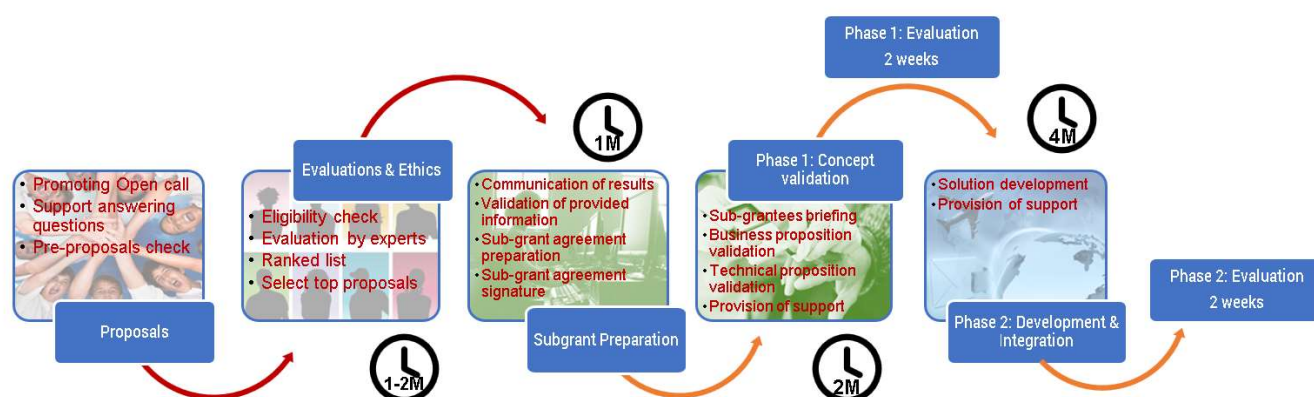 Promoting Open call
Support answering
questions
Pre-proposals check
Proposals
Evaluations & Ethics
Eligibility check
Evaluation by experts
Ranked list
Select top proposals
1-2M
1M
Communication of results
Validation of provided
information
Sub-grant agreement
preparation
Sub-grant agreement
signature
Subgrant Preparation
Phase 1: Concept
validation
Sub-grantees briefing
Business proposition
validation
Technical proposition
validation
Provision of support
2M
Phase 1: Evaluation
2 weeks
4M
Solution development
Provision of support
Phase 2: Development &
Integration
Phase 2: Evaluation
2 weeks